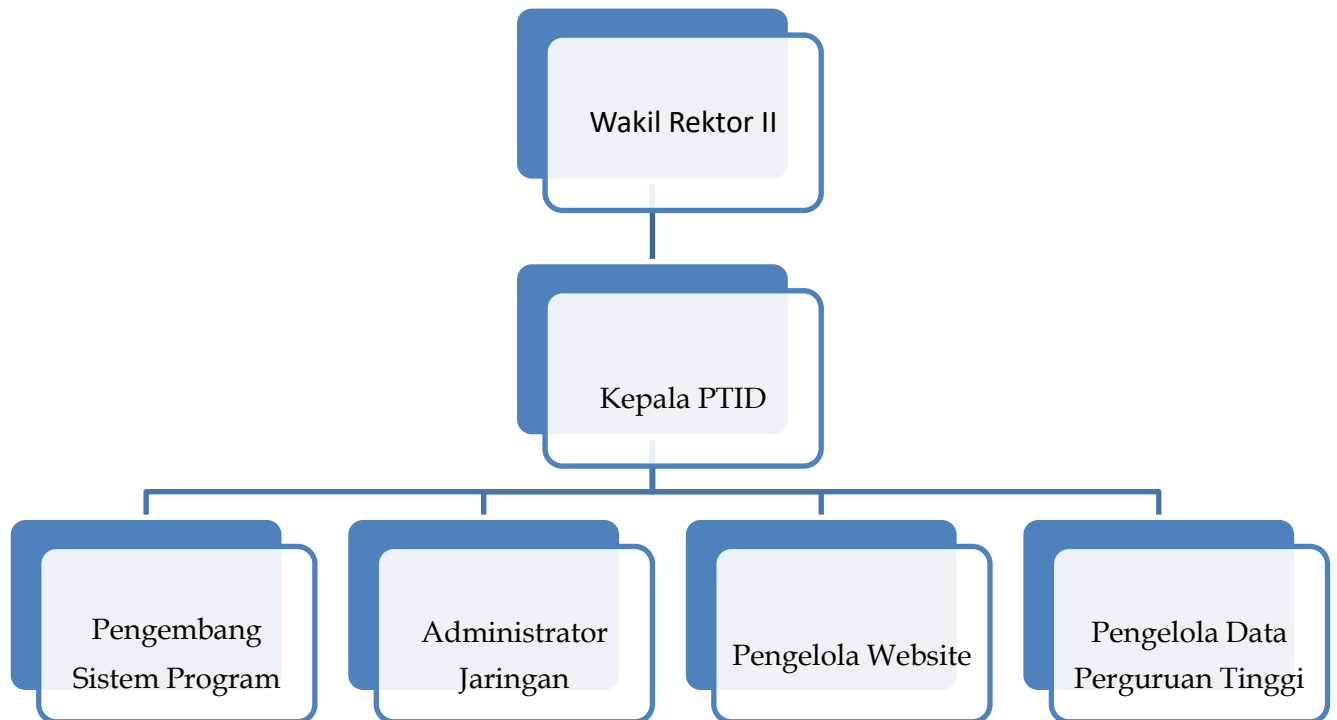 Wakil Rektor II
Kepala PTID
Pengembang
Sistem Program
Administrator
Jaringan
Pengelola Website
Pengelola Data
Perguruan Tinggi